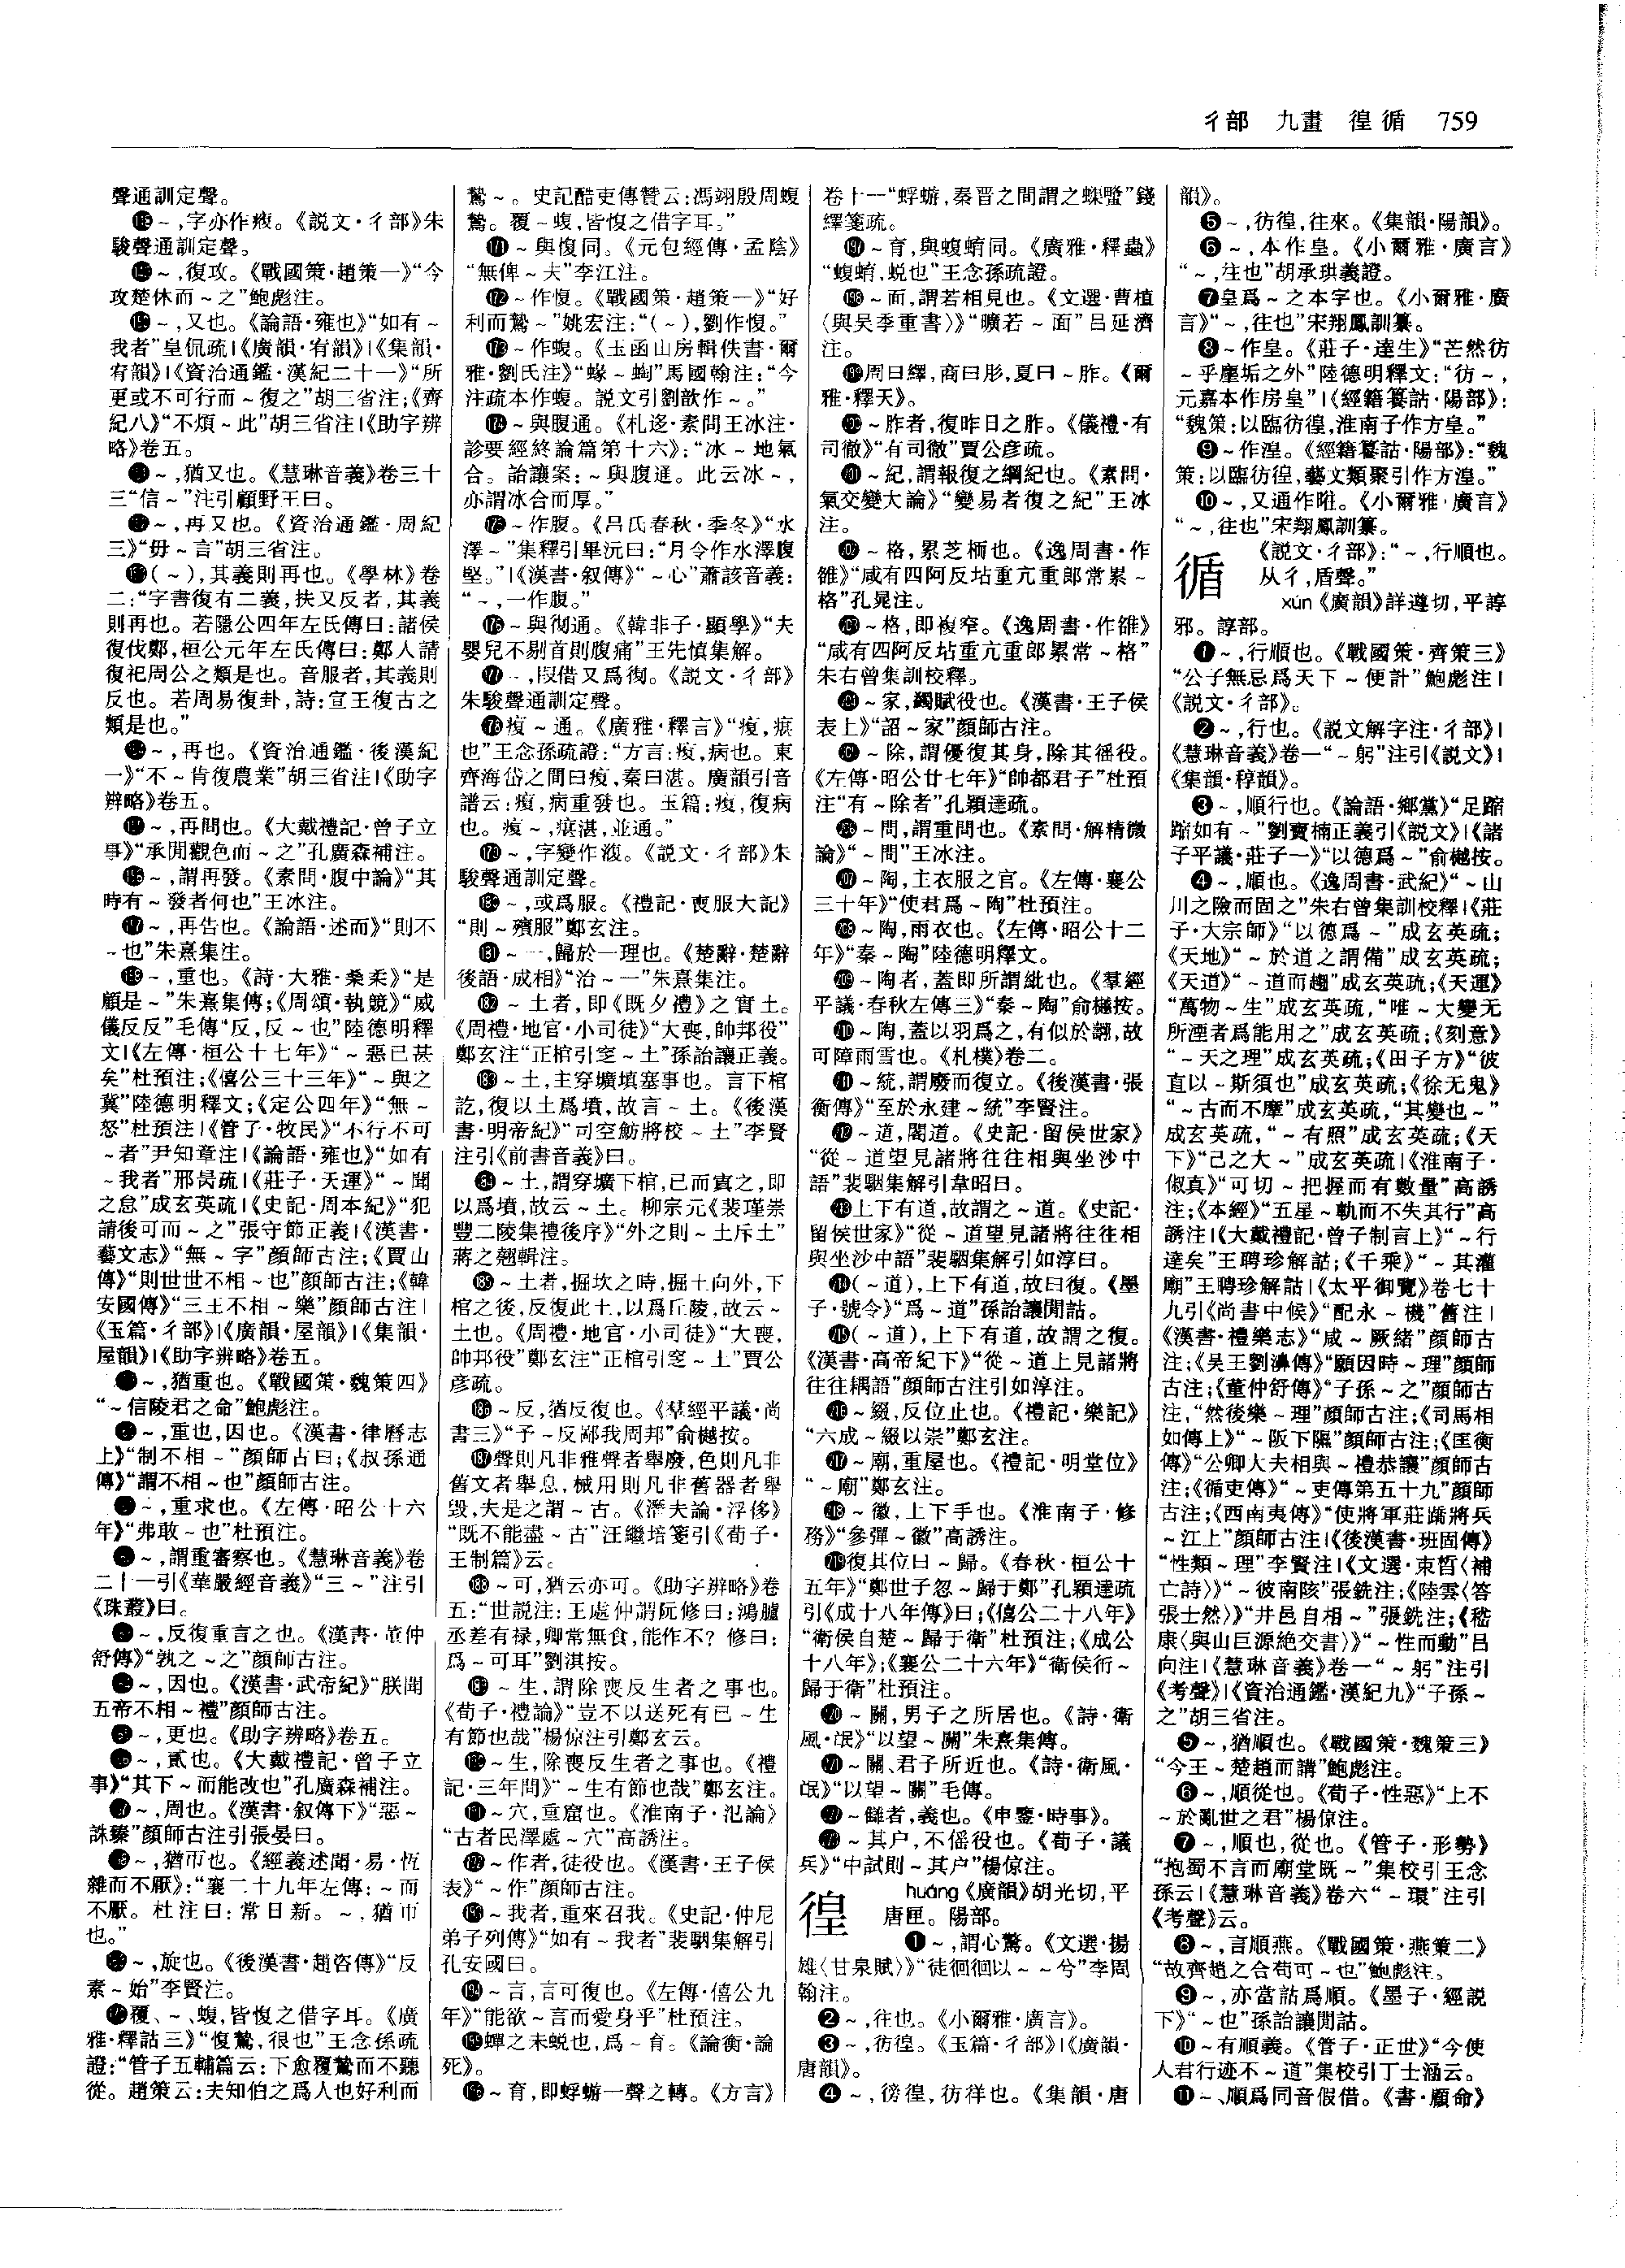 彳部　九畫　徨循　759
聲通訓定聲。
～,字亦作㾺。《説文·彳部》朱
駿聲通訓定聲。
～,復攻。《戰國策·趙策一》“今
攻楚休而～之”鮑彪注。
～,又也。《論語·雍也》“如有～
我者”皇侃疏|《廣韻·宥韻》|《集韻·
宥韻》|《資治通鑑·漢紀二十一》“所
更或不可行而～復之”胡三省注;《齊
紀八》“不煩～此”胡三省注|《助字辨
略》卷五。
～,猶又也。《慧琳音義》卷三十
三“信～”注引顧野王曰。
～,再又也。《資治通鑑·周紀
三》“毋～言”胡三省注。
(～),其義則再也。《學林》卷
二:“字書復有二義,扶又反者,其義
則再也。若隱公四年左氏傳曰:諸侯
復伐鄭,桓公元年左氏傳曰:鄭人請
復祀周公之類是也。音服者,其義則
反也。若周易復卦,詩:宣王復古之
類是也。”
～,再也。《資治通鑑·後漢紀
一》“不～肯復農業”胡三省注|《助字
辨略》卷五。
～,再問也。《大戴禮記·曾子立
事》“承閒觀色而～之”孔廣森補注。
～,謂再發。《素問·腹中論》“其
時有～發者何也”王冰注。
～,再告也。《論語·述而》“則不
～也”朱熹集注。
～,重也。《詩·大雅·桑柔》“是
顧是～”朱熹集傳;《周頌·執競》“威
儀反反”毛傳“反,反～也”陸德明釋
文|《左傳·桓公十七年》“～惡已甚
矣”杜預注;《僖公三十三年》“～與之
冀”陸德明釋文;《定公四年》“無～
怒”杜預注|《管子·牧民》“不行不可
～者”尹知章注|《論語·雍也》“如有
～我者”邢昺疏|《莊子·天運》“～聞
之怠”成玄英疏|《史記·周本紀》“犯
請後可而～之”張守節正義|《漢書·
藝文志》“無～字”顏師古注;《賈山
傳》“則世世不相～也”顏師古注;《韓
安國傳》“三王不相～樂”顏師古注|
《玉篇·彳部》|《廣韻·屋韻》|《集韻·
屋韻》|《助字辨略》卷五。
～,猶重也。《戰國策·魏策四》
“～信陵君之命”鮑彪注。
～,重也,因也。《漢書·律曆志
上》“制不相～”顏師古曰;《叔孫通
傳》“謂不相～也”顏師古注。
～,重求也。《左傳·昭公十六
年》“弗敢～也”杜預注。
～,謂重審察也。《慧琳音義》卷
二十一引《華嚴經音義》“三～”注引
《珠叢》曰。
～,反復重言之也。《漢書·董仲
舒傳》“孰之～之”顏師古注。
～,因也。《漢書·武帝紀》“朕聞
五帝不相～禮”顏師古注。
～,更也。《助字辨略》卷五。
～,貳也。《大戴禮記·曾子立
事》“其下～而能改也”孔廣森補注。
～,周也。《漢書·叙傳下》“惡～
誅臻”顏師古注引張晏曰。
～,猶帀也。《經義述聞·易·恆
雜而不厭》:“襄二十九年左傳:～而
不厭。杜注曰:常日新。～,猶帀
也。”
～,旋也。《後漢書·趙咨傳》“反
素～始”李賢注。
覆、～、蝮,皆愎之借字耳。《廣
雅·釋詁三》“愎鷙,很也”王念孫疏
證:“管子五輔篇云:下愈覆鷙而不聽
從。趙策云:夫知伯之爲人也好利而
鷙～。史記酷吏傳贊云:馮翊殷周蝮
鷙。覆～蝮,皆愎之借字耳。”
～與愎同。《元包經傳·孟陰》
“無俾～大”李江注。
～作愎。《戰國策·趙策一》“好
利而鷙～”姚宏注:“(～),劉作愎。”
～作蝮。《玉函山房輯佚書·爾
雅·劉氏注》“蝝～蜪”馬國翰注:“今
注疏本作蝮。説文引劉歆作～。”
～與腹通。《札迻·素問王冰注·
診要經終論篇第十六》:“冰～地氣
合。詒讓案:～與腹通。此云冰～,
亦謂冰合而厚。”
～作腹。《吕氏春秋·季冬》“水
澤～”集釋引畢沅曰:“月令作水澤腹
堅。”|《漢書·叙傳》“～心”蕭該音義:
“～,一作腹。”
～與複通。《韓非子·顯學》“夫
嬰兒不剔首則腹痛”王先慎集解。
～,叚借又爲復。《説文·彳部》
朱駿聲通訓定聲。
㾺～通。《廣雅·釋言》“㾺,瘼
也”王念孫疏證:“方言:㾺,病也。東
齊海岱之間曰㾺,秦曰湛。廣韻引音
譜云:㾺,病重發也。玉篇:㾺,復病
也。㾺～,瘎湛,並通。”
～,字變作澓。《説文·彳部》朱
駿聲通訓定聲。
～,或爲服。《禮記·喪服大記》
“則～殯服”鄭玄注。
～一,歸於一理也。《楚辭·楚辭
後語·成相》“治～一”朱熹集注。
～土者,即《既夕禮》之實土。
《周禮·地官·小司徒》“大喪,帥邦役”
鄭玄注“正棺引窆～土”孫詒讓正義。
～土,主穿壙填塞事也。言下棺
訖,復以土爲墳,故言～土。《後漢
書·明帝紀》“司空魴將校～土”李賢
注引《前書音義》曰。
～土,謂穿壙下棺,已而實之,即
以爲墳,故云～土。柳宗元《裴瑾崇
豐二陵集禮後序》“外之則～土斥土”
蔣之翹輯注。
～土者,掘坎之時,掘土向外,下
棺之後,反復此土,以爲丘陵,故云～
土也。《周禮·地官·小司徒》“大喪,
帥邦役”鄭玄注“正棺引窆～土”賈公
彦疏。
～反,猶反復也。《羣經平議·尚
書三》“予～反鄙我周邦”俞樾按。
聲則凡非雅聲者舉廢,色則凡非
舊文者舉息,械用則凡非舊器者舉
毀,夫是之謂～古。《潛夫論·浮侈》
“既不能盡～古”汪繼培箋引《荀子·
王制篇》云。
～可,猶云亦可。《助字辨略》卷
五:“世説注:王處仲謂阮修曰:鴻臚
丞差有禄,卿常無食,能作不?修曰:
爲～可耳”劉淇按。
～生,謂除喪反生者之事也。
《荀子·禮論》“豈不以送死有已～生
有節也哉”楊倞注引鄭玄云。
～生,除喪反生者之事也。《禮
記·三年問》“～生有節也哉”鄭玄注。
～穴,重窟也。《淮南子·氾論》
“古者民澤處～穴”高誘注。
～作者,徒役也。《漢書·王子侯
表》“～作”顏師古注。
～我者,重來召我。《史記·仲尼
弟子列傳》“如有～我者”裴駰集解引
孔安國曰。
～言,言可復也。《左傳·僖公九
年》“能欲～言而愛身乎”杜預注。
蟬之未蜕也,爲～育。《論衡·論
死》。
～育,即蜉蝣一聲之轉。《方言》
卷十一“蜉蝣,秦晋之間謂之蟝䗁”錢
繹箋疏。
～育,與蝮蜟同。《廣雅·釋蟲》
“蝮蜟,蜕也”王念孫疏證。
～面,謂若相見也。《文選·曹植
〈與吴季重書〉》“曠若～面”吕延濟
注。
周曰繹,商曰肜,夏曰～胙。《爾
雅·釋天》。
～胙者,復昨日之胙。《儀禮·有
司徹》“有司徹”賈公彦疏。
～紀,謂報復之綱紀也。《素問·
氣交變大論》“變易者復之紀”王冰
注。
～格,累芝栭也。《逸周書·作
雒》“咸有四阿反坫重亢重郎常累～
格”孔晁注。
～格,即複笮。《逸周書·作雒》
“咸有四阿反坫重亢重郎累常～格”
朱右曾集訓校釋。
～家,蠲賦役也。《漢書·王子侯
表上》“詔～家”顏師古注。
～除,謂優復其身,除其徭役。
《左傳·昭公廿七年》“帥都君子”杜預
注“有～除者”孔穎達疏。
～問,謂重問也。《素問·解精微
論》“～問”王冰注。
～陶,主衣服之官。《左傳·襄公
三十年》“使君爲～陶”杜預注。
～陶,雨衣也。《左傳·昭公十二
年》“秦～陶”陸德明釋文。
～陶者,蓋即所謂紕也。《羣經
平議·春秋左傳三》“秦～陶”俞樾按。
～陶,蓋以羽爲之,有似於翿,故
可障雨雪也。《札樸》卷二。
～統,謂廢而復立。《後漢書·張
衡傳》“至於永建～統”李賢注。
～道,閣道。《史記·留侯世家》
“從～道望見諸將往往相與坐沙中
語”裴駰集解引韋昭曰。
上下有道,故謂之～道。《史記·
留侯世家》“從～道望見諸將往往相
與坐沙中語”裴駰集解引如淳曰。
(～道),上下有道,故曰復。《墨
子·號令》“爲～道”孫詒讓閒詁。
(～道),上下有道,故謂之復。
《漢書·高帝紀下》“從～道上見諸將
往往耦語”顏師古注引如淳注。
～綴,反位止也。《禮記·樂記》
“六成～綴以崇”鄭玄注。
～廟,重屋也。《禮記·明堂位》
“～廟”鄭玄注。
～徽,上下手也。《淮南子·修
務》“參彈～徽”高誘注。
復其位曰～歸。《春秋·桓公十
五年》“鄭世子忽～歸于鄭”孔穎達疏
引《成十八年傳》曰;《僖公二十八年》
“衛侯自楚～歸于衛”杜預注;《成公
十八年》;《襄公二十六年》“衛侯衎～
歸于衛”杜預注。
～關,男子之所居也。《詩·衛
風·氓》“以望～關”朱熹集傳。
～關、君子所近也。《詩·衛風·
氓》“以望～關”毛傳。
～讎者,義也。《申鑒·時事》。
～其户,不徭役也。《荀子·議
兵》“中試則～其户”楊倞注。
徨　huáng《廣韻》胡光切,平
唐匣。陽部。
❶～,謂心驚。《文選·揚
雄〈甘泉賦〉》“徒徊徊以～～兮”李周
翰注。
❷～,往也。《小爾雅·廣言》。
❸～,彷徨。《玉篇·彳部》|《廣韻·
唐韻》。
❹～,徬徨,彷徉也。《集韻·唐
韻》。
❺～,彷徨,往來。《集韻·陽韻》。
❻～,本作皇。《小爾雅·廣言》
“～,往也”胡承珙義證。
❼皇爲～之本字也。《小爾雅·廣
言》“～,往也”宋翔鳳訓纂。
❽～作皇。《莊子·達生》“芒然彷
～乎塵垢之外”陸德明釋文:“彷～,
元嘉本作房皇”|《經籍籑詁·陽部》:
“魏策:以臨彷徨,淮南子作方皇。”
❾～作湟。《經籍籑詁·陽部》:“魏
策:以臨彷徨,藝文類聚引作方湟。”
❿～,又通作暀。《小爾雅·廣言》
“～,往也”宋翔鳳訓纂。
循　《説文·彳部》:“～,行順也。
从彳,盾聲。”
xún《廣韻》詳遵切,平諄
邪。諄部。
❶～,行順也。《戰國策·齊策三》
“公子無忌爲天下～便計”鮑彪注|
《説文·彳部》。
❷～,行也。《説文解字注·彳部》|
《慧琳音義》卷一“～躬”注引《説文》|
《集韻·稕韻》。
❸～,順行也。《論語·鄉黨》“足蹜
蹜如有～”劉寶楠正義引《説文》|《諸
子平議·莊子一》“以德爲～”俞樾按。
❹～,順也。《逸周書·武紀》“～山
川之險而固之”朱右曾集訓校釋|《莊
子·大宗師》“以德爲～”成玄英疏;
《天地》“～於道之謂備”成玄英疏;
《天道》“～道而趨”成玄英疏;《天運》
“萬物～生”成玄英疏,“唯～大變无
所湮者爲能用之”成玄英疏;《刻意》
“～天之理”成玄英疏;《田子方》“彼
直以～斯須也”成玄英疏;《徐无鬼》
“～古而不摩”成玄英疏,“其變也～”
成玄英疏,“～有照”成玄英疏;《天
下》“己之大～”成玄英疏|《淮南子·
俶真》“可切～把握而有數量”高誘
注;《本經》“五星～軌而不失其行”高
誘注|《大戴禮記·曾子制言上》“～行
達矣”王聘珍解詁;《千乘》“～其灌
廟”王聘珍解詁|《太平御覽》卷七十
九引《尚書中候》“配永～機”舊注|
《漢書·禮樂志》“咸～厥緒”顏師古
注;《吴王劉濞傳》“願因時～理”顏師
古注;《董仲舒傳》“子孫～之”顏師古
注,“然後樂～理”顏師古注;《司馬相
如傳上》“～阪下隰”顏師古注;《匡衡
傳》“公卿大夫相與～禮恭讓”顏師古
注;《循吏傳》“～吏傳第五十九”顏師
古注;《西南夷傳》“使將軍莊蹻將兵
～江上”顏師古注|《後漢書·班固傳》
“性類～理”李賢注|《文選·束晳〈補
亡詩〉》“～彼南陔”張銑注;《陸雲〈答
張士然〉》“井邑自相～”張銑注;《嵇
康〈與山巨源絶交書〉》“～性而動”吕
向注|《慧琳音義》卷一“～躬”注引
《考聲》|《資治通鑑·漢紀九》“子孫～
之”胡三省注。
❺～,猶順也。《戰國策·魏策三》
“今王～楚趙而講”鮑彪注。
❻～,順從也。《荀子·性惡》“上不
～於亂世之君”楊倞注。
❼～,順也,從也。《管子·形勢》
“抱蜀不言而廟堂既～”集校引王念
孫云|《慧琳音義》卷六“～環”注引
《考聲》云。
❽～,言順燕。《戰國策·燕策二》
“故齊趙之合苟可～也”鮑彪注。
❾～,亦當詁爲順。《墨子·經説
下》“～也”孫詒讓閒詁。
❿～有順義。《管子·正世》“今使
人君行迹不～道”集校引丁士涵云。
⓫～、順爲同音假借。《書·顧命》